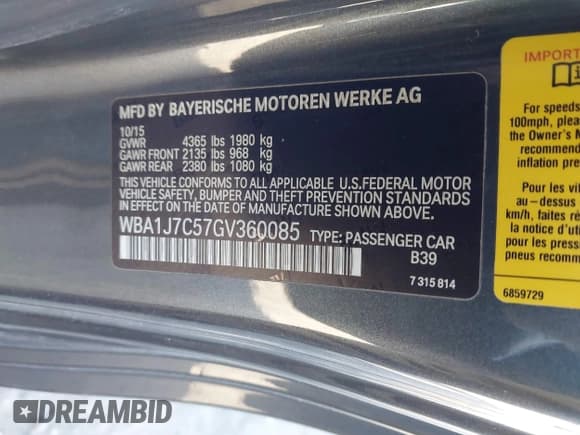 MFD BY BAYERISCHE MOTOREN WERKE AG
10/15
GVWR 4365 lbs 1980 kg
GAWR FRONT 2135 lbs 968 kg
GAWR REAR 2380 lbs 1080 kg
THIS VEHICLE CONFORMS TO ALL APPLICABLE U.S.FEDERAL MOTOR
VEHICLE SAFETY, BUMPER AND THEFT PREVENTION STANDARDS
IN EFFECT ON THE DATE OF MANUFACTURE SHOWN ABOVE.
WBA1J7C57GV360085 TYPE: PASSENGER CAR
B39
7 315 814
IMPORT
For speeds
100mph, plea
the Owner's M
recommend
inflation pres
Pour les vi
au-dessus d
km/h, faites r
la notice d'uti
les pressi
pneus recomm
6859729
DREAMBID